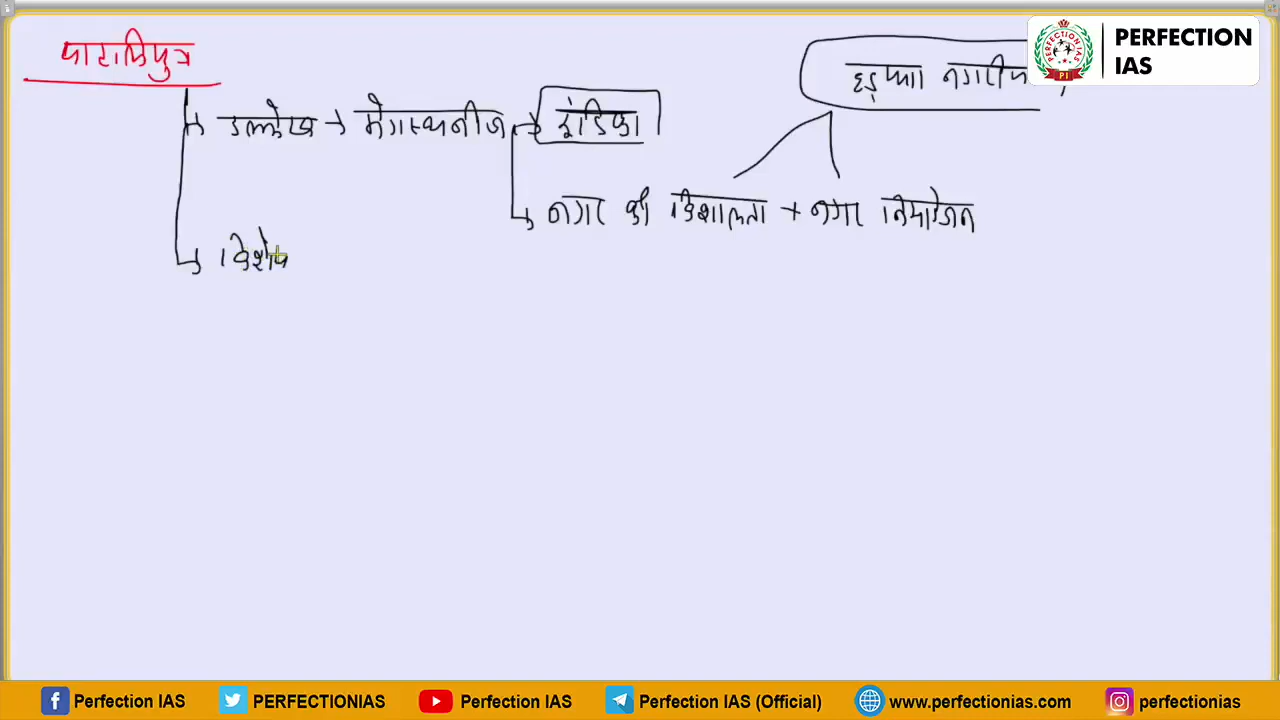 पाटलिपुत्र
PERFECTION
IAS
हड़प्पा
उल्लेख → मेगस्थनीज → इंडिका
नगर की विशालता + नगर नियोजन
विशेष
Perfection IAS
PERFECTIONIAS
Perfection IAS
Perfection IAS (Official)
www.perfectionias.com
perfectionias